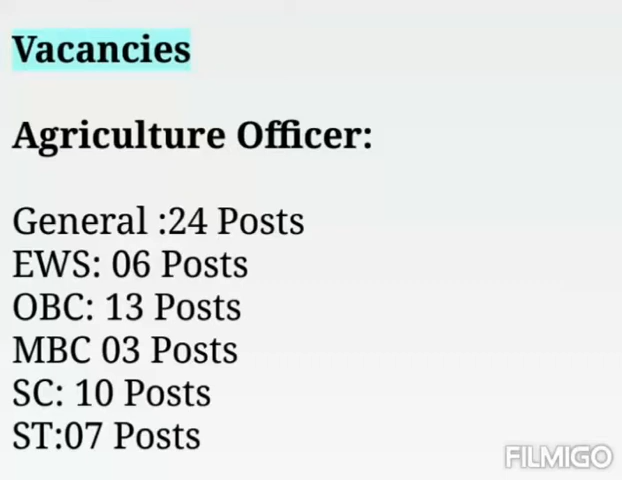 Vacancies
Agriculture Officer:
General :24 Posts
EWS: 06 Posts
OBC: 13 Posts
MBC 03 Posts
SC: 10 Posts
ST:07 Posts
FILMIGO